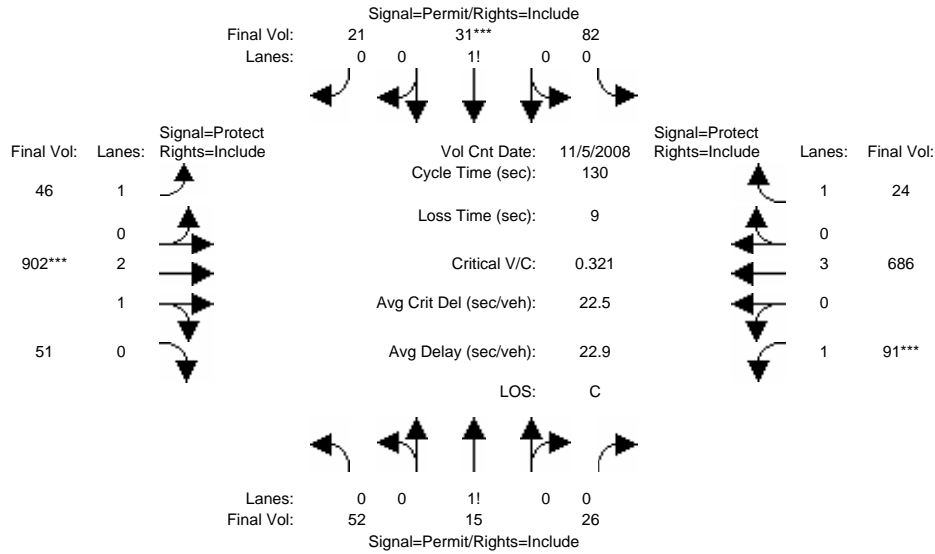 Signal=Permit/Rights=Include
Final Vol: 21 31*** 82
Lanes: 0 0 1! 0 0
Signal=Protect Signal=Protect
Final Vol: Lanes: Rights=Include Vol Cnt Date: 11/5/2008 Rights=Include Lanes: Final Vol:
Cycle Time (sec): 130
46 1 1 24
Loss Time (sec): 9
0 0
902*** 2 Critical V/C: 0.321 3 686
1 Avg Crit Del (sec/veh): 22.5 0
51 0 Avg Delay (sec/veh): 22.9 1 91***
LOS: C
Lanes: 0 0 1! 0 0
Final Vol: 52 15 26
Signal=Permit/Rights=Include